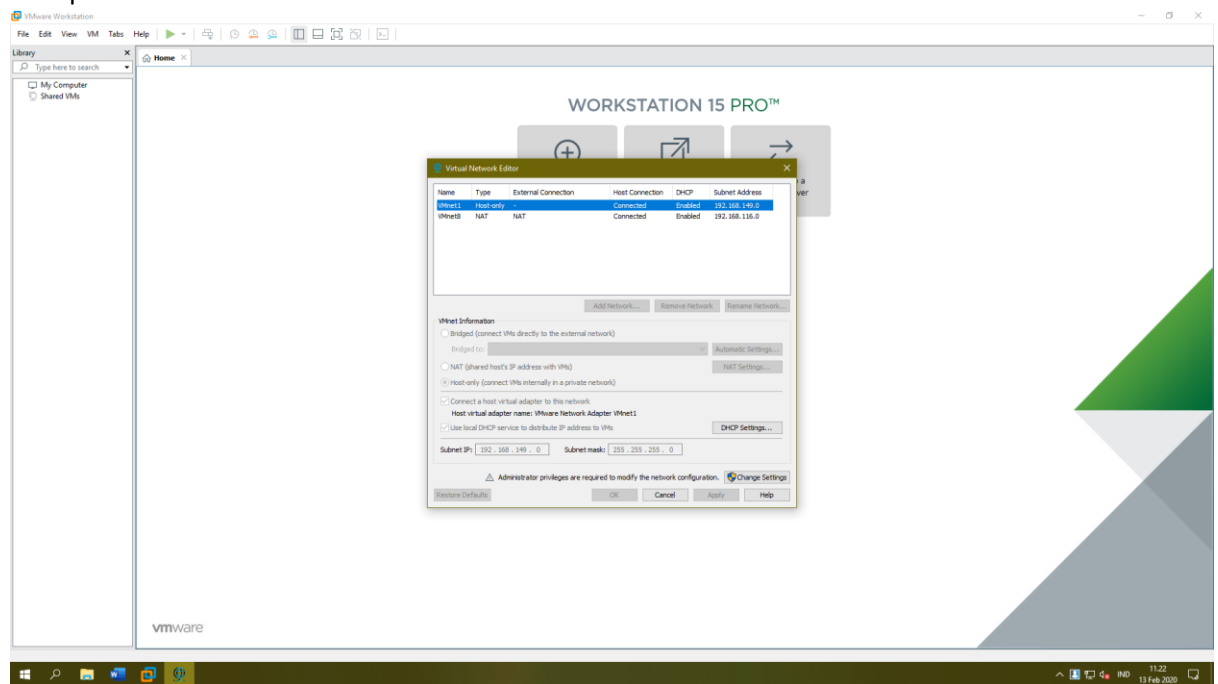 VMware Workstation
File Edit View VM Tabs Help
Library
Home
Type here to search
My Computer
Shared VMs
WORKSTATION 15 PRO™
a
ver
Virtual Network Editor
Name Type External Connection Host Connection DHCP Subnet Address
VMnet1 Host-only - Connected Enabled 192.168.149.0
VMnet8 NAT NAT Connected Enabled 192.168.116.0
Add Network... Remove Network Rename Network...
VMnet Information
Bridged (connect VMs directly to the external network)
Bridged to: Automatic Settings...
NAT (shared host's IP address with VMs) NAT Settings...
Host-only (connect VMs internally in a private network)
Connect a host virtual adapter to this network
Host virtual adapter name: VMware Network Adapter VMnet1
Use local DHCP service to distribute IP address to VMs DHCP Settings...
Subnet IP: 192 . 168 . 149 . 0 Subnet mask: 255 . 255 . 255 . 0
Administrator privileges are required to modify the network configuration. Change Settings
Restore Defaults OK Cancel Apply Help
vmware
IND
11.22
13 Feb 2020